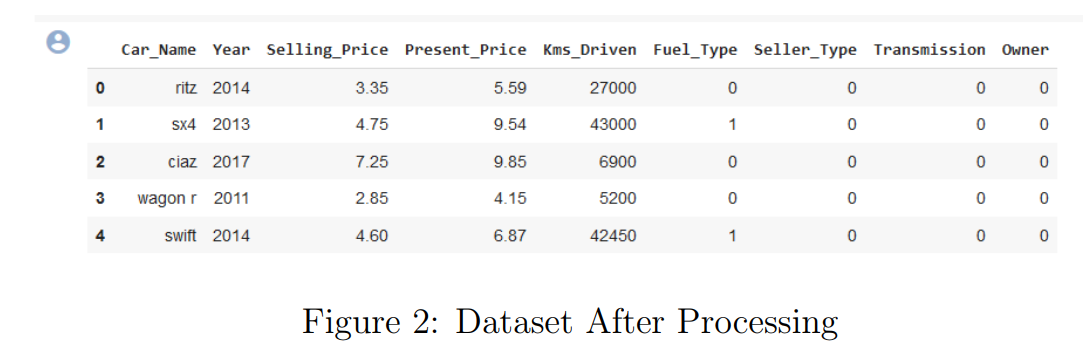 Car_Name Year Selling_Price Present_Price Kms_Driven Fuel_Type Seller_Type Transmission Owner
0 ritz 2014 3.35 5.59 27000 0 0 0 0
1 sx4 2013 4.75 9.54 43000 1 0 0 0
2 ciaz 2017 7.25 9.85 6900 0 0 0 0
3 wagon r 2011 2.85 4.15 5200 0 0 0 0
4 swift 2014 4.60 6.87 42450 1 0 0 0
Figure 2: Dataset After Processing